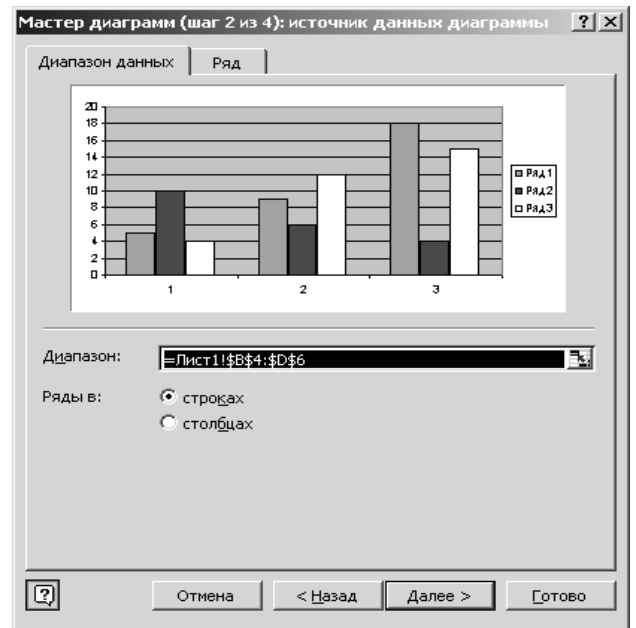 Мастер диаграмм (шаг 2 из 4): источник данных диаграммы
Диапазон данных Ряд
20
18
16
14
12
10
8
6
4
2
0
1 2 3
Ряд1
Ряд2
Ряд3
Диапазон: =Лист1!$B$4:$D$6
Ряды в: строках
столбцах
Отмена < Назад Далее > Готово